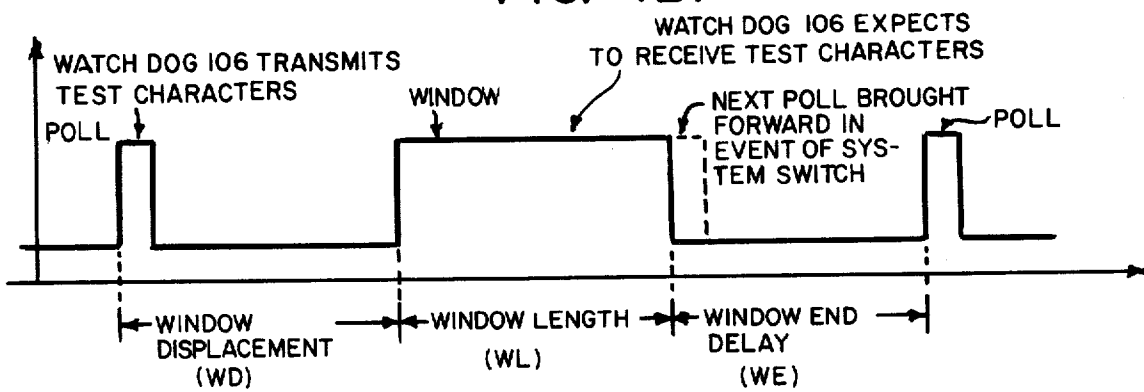 WATCH DOG 106 EXPECTS
TO RECEIVE TEST CHARACTERS
WATCH DOG 106 TRANSMITS
TEST CHARACTERS
POLL
WINDOW
NEXT POLL BROUGHT
FORWARD IN
EVENT OF SYS-
TEM SWITCH
POLL
WINDOW
DISPLACEMENT
(WD)
WINDOW LENGTH
(WL)
WINDOW END
DELAY
(WE)